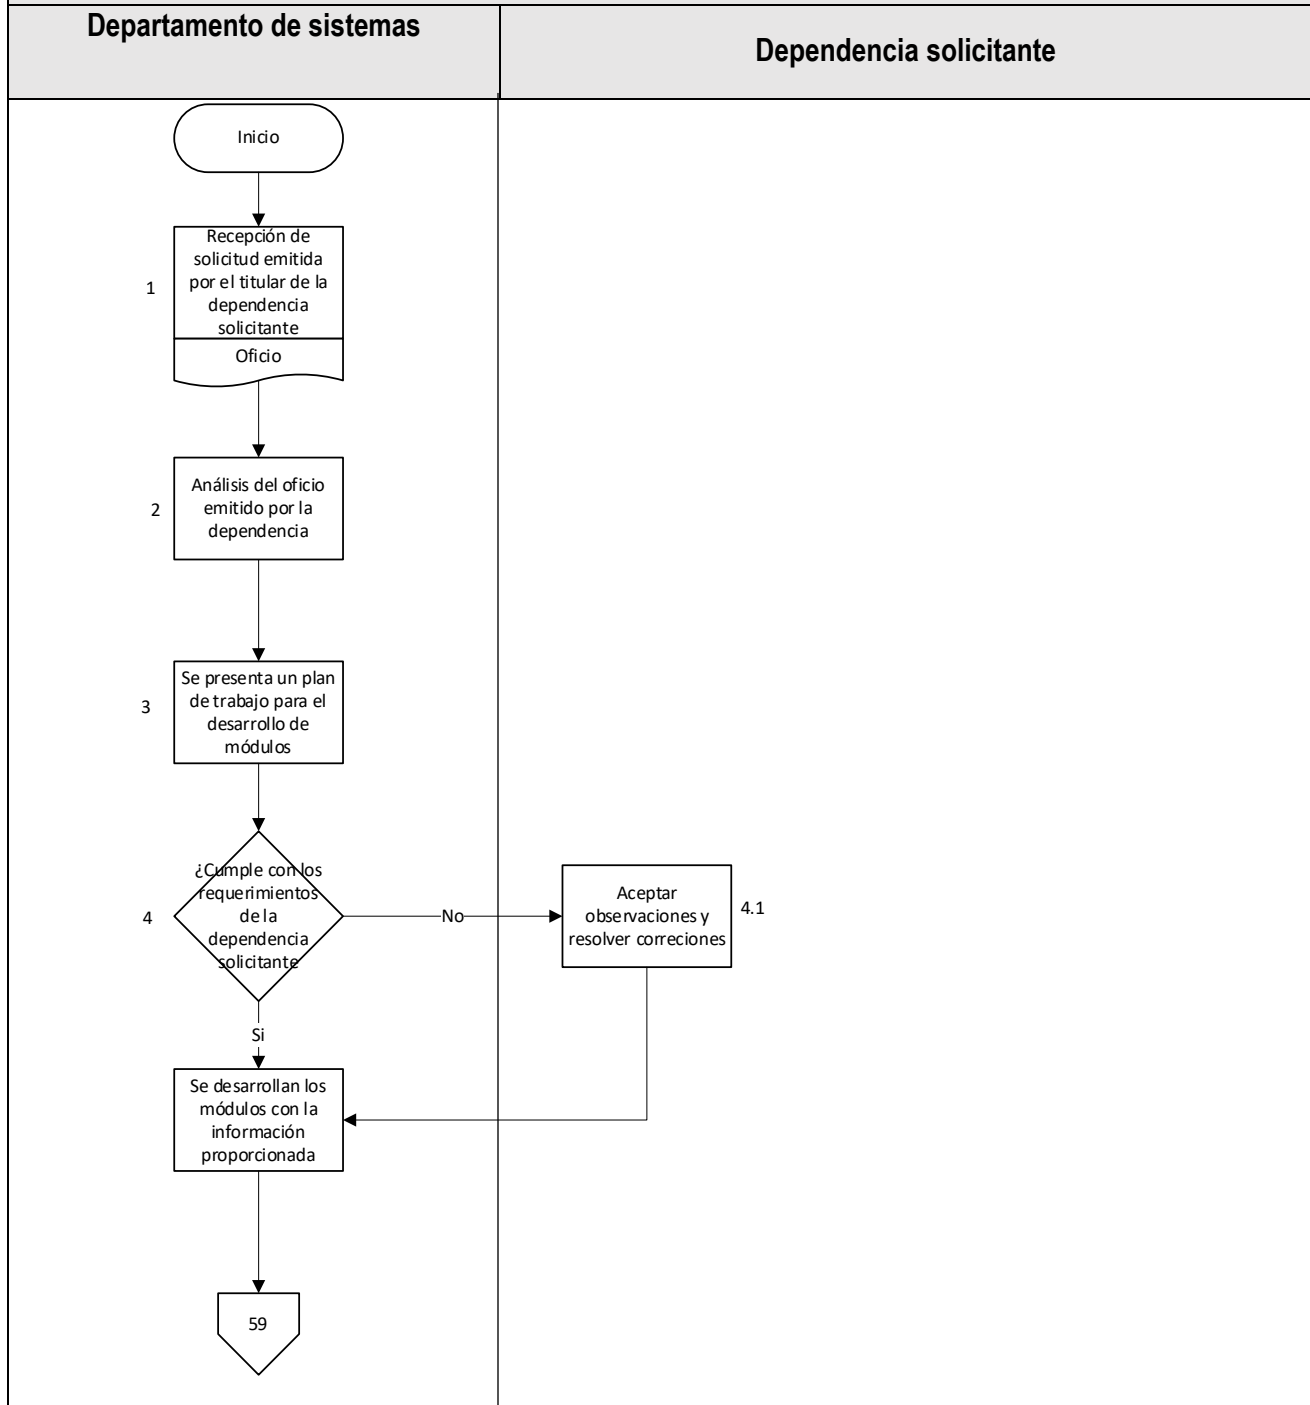 Departamento de sistemas
Dependencia solicitante
Inicio
1
Recepción de
solicitud emitida
por el titular de la
dependencia
solicitante
Oficio
2
Análisis del oficio
emitido por la
dependencia
3
Se presenta un plan
de trabajo para el
desarrollo de
módulos
4
¿Cumple con los
requerimientos
de la
dependencia
solicitante
No
Aceptar
observaciones y
resolver correciones
4.1
Si
Se desarrollan los
módulos con la
información
proporcionada
59